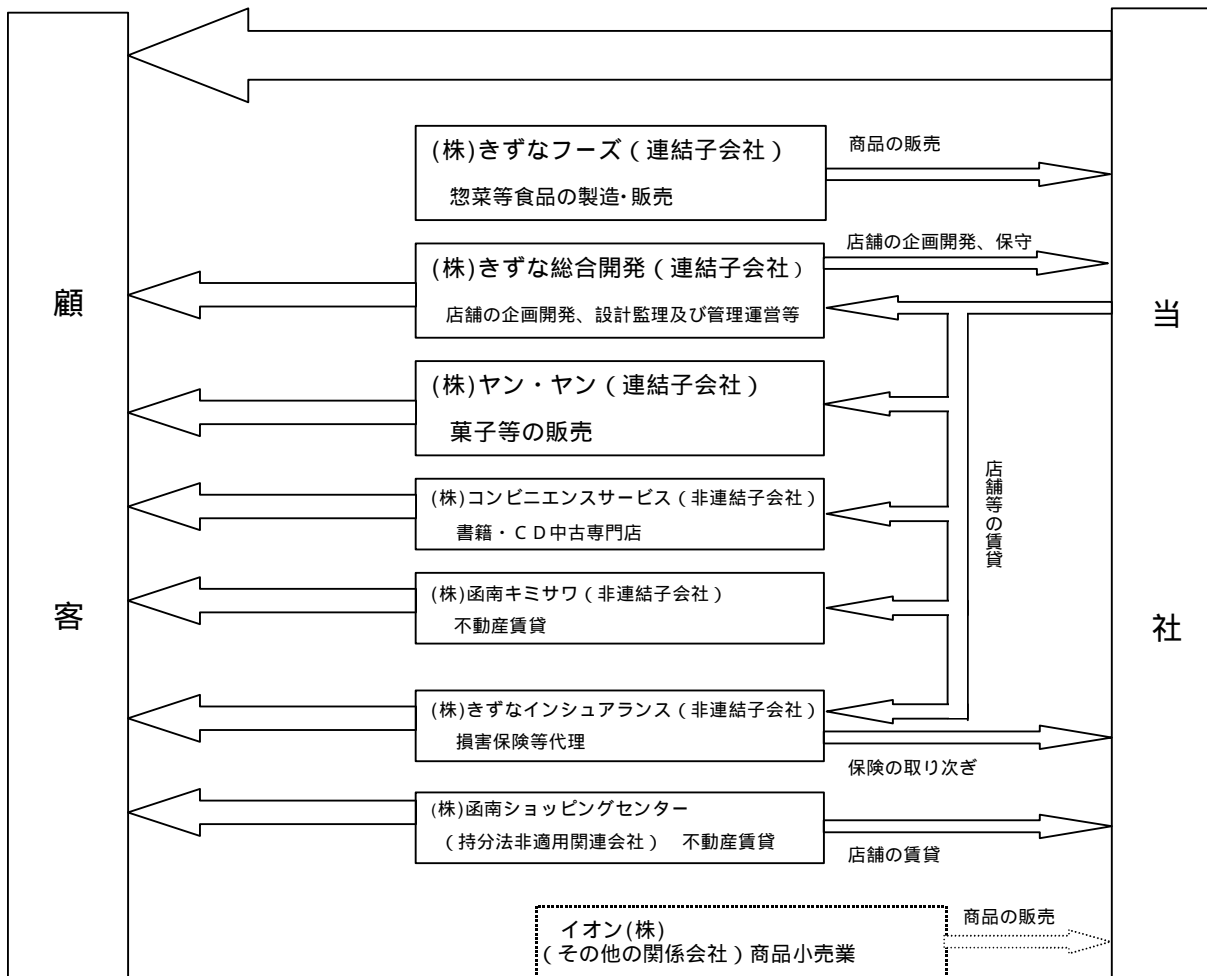 (株)きずなフーズ(連結子会社)
惣菜等食品の製造・販売
商品の販売
(株)きずな総合開発(連結子会社)
店舗の企画開発、設計監理及び管理運営等
店舗の企画開発、保守
顧客
当社
(株)ヤン・ヤン(連結子会社)
菓子等の販売
(株)コンビニエンスサービス(非連結子会社)
書籍・CD中古専門店
店舗等の賃貸
(株)函南キミサワ(非連結子会社)
不動産賃貸
(株)きずなインシュアランス(非連結子会社)
損害保険等代理
保険の取り次ぎ
(株)函南ショッピングセンター
(持分法非適用関連会社) 不動産賃貸
店舗の賃貸
イオン(株)
(その他の関係会社)商品小売業
商品の販売